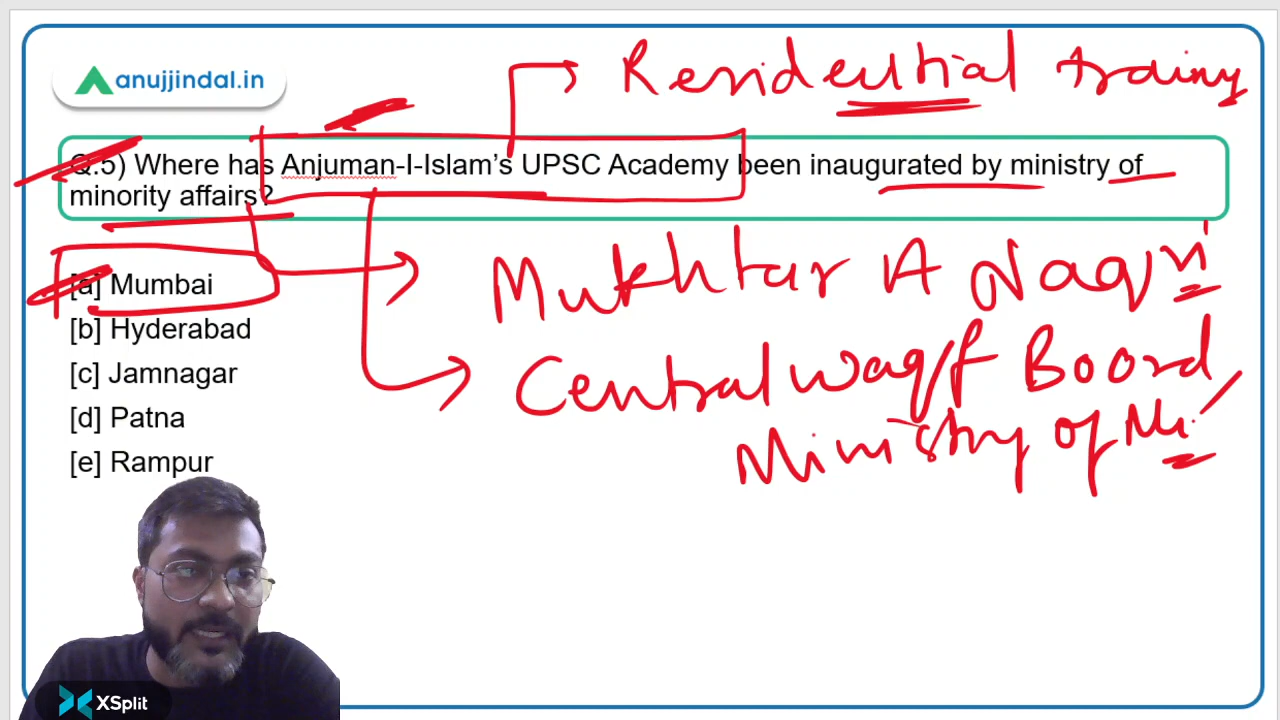 anujjindal.in
Residential training
Q.5) Where has Anjuman-I-Islam's UPSC Academy been inaugurated by ministry of
minority affairs?
[a] Mumbai
Mukhtar A Naqvi
[b] Hyderabad
Central Waqf Board,
[c] Jamnagar
[d] Patna
Ministry of Mi
[e] Rampur
XSplit